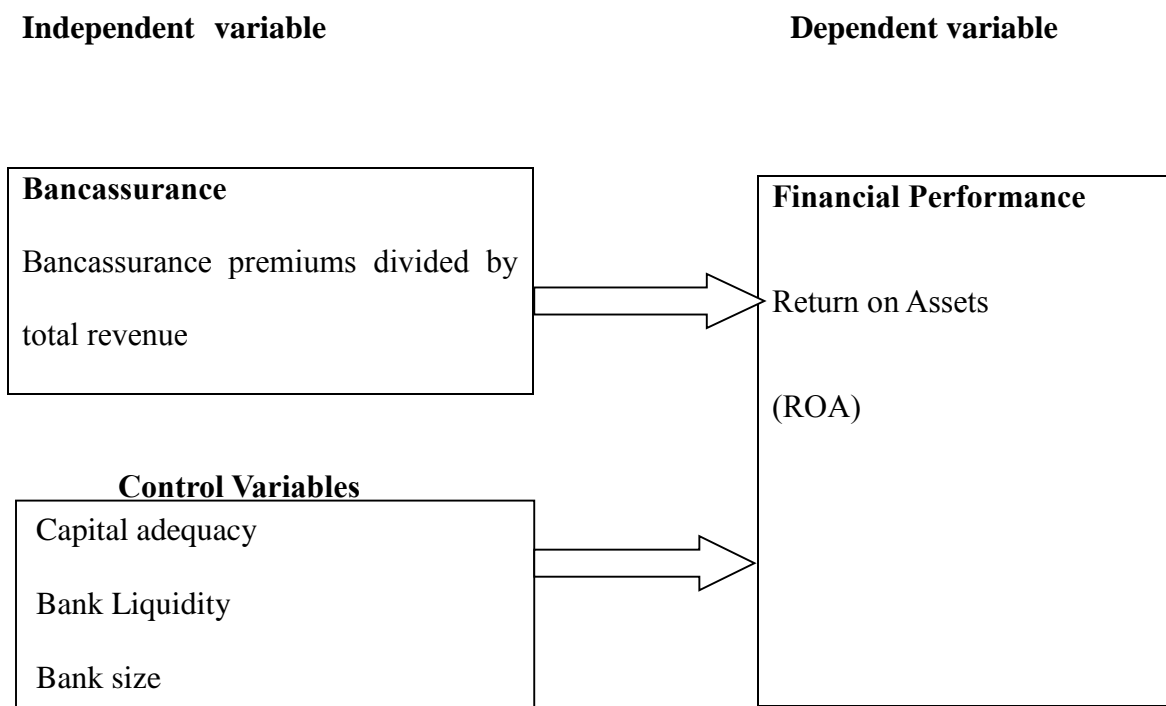 Independent variable
Dependent variable
Bancassurance
Bancassurance premiums divided by
total revenue
Financial Performance
Return on Assets
(ROA)
Control Variables
Capital adequacy
Bank Liquidity
Bank size